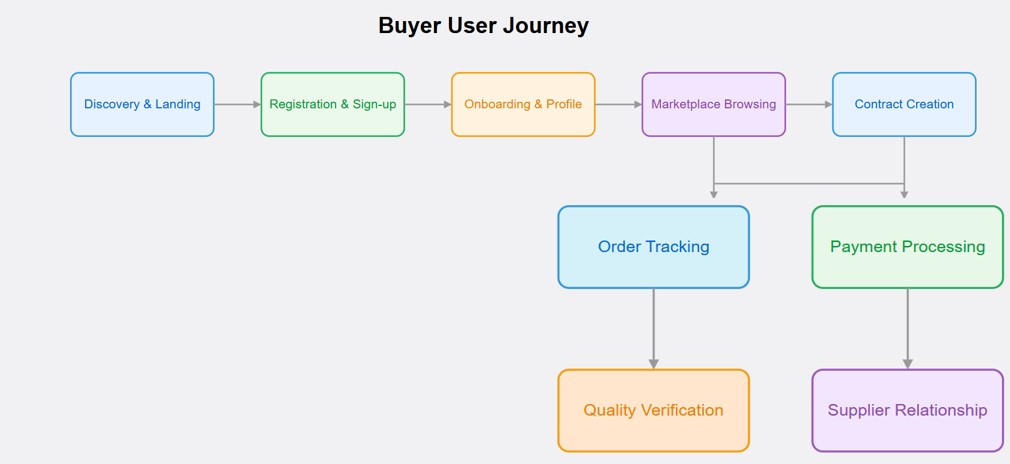 Buyer User Journey
Discovery & Landing
Registration & Sign-up
Onboarding & Profile
Marketplace Browsing
Contract Creation
Order Tracking
Payment Processing
Quality Verification
Supplier Relationship